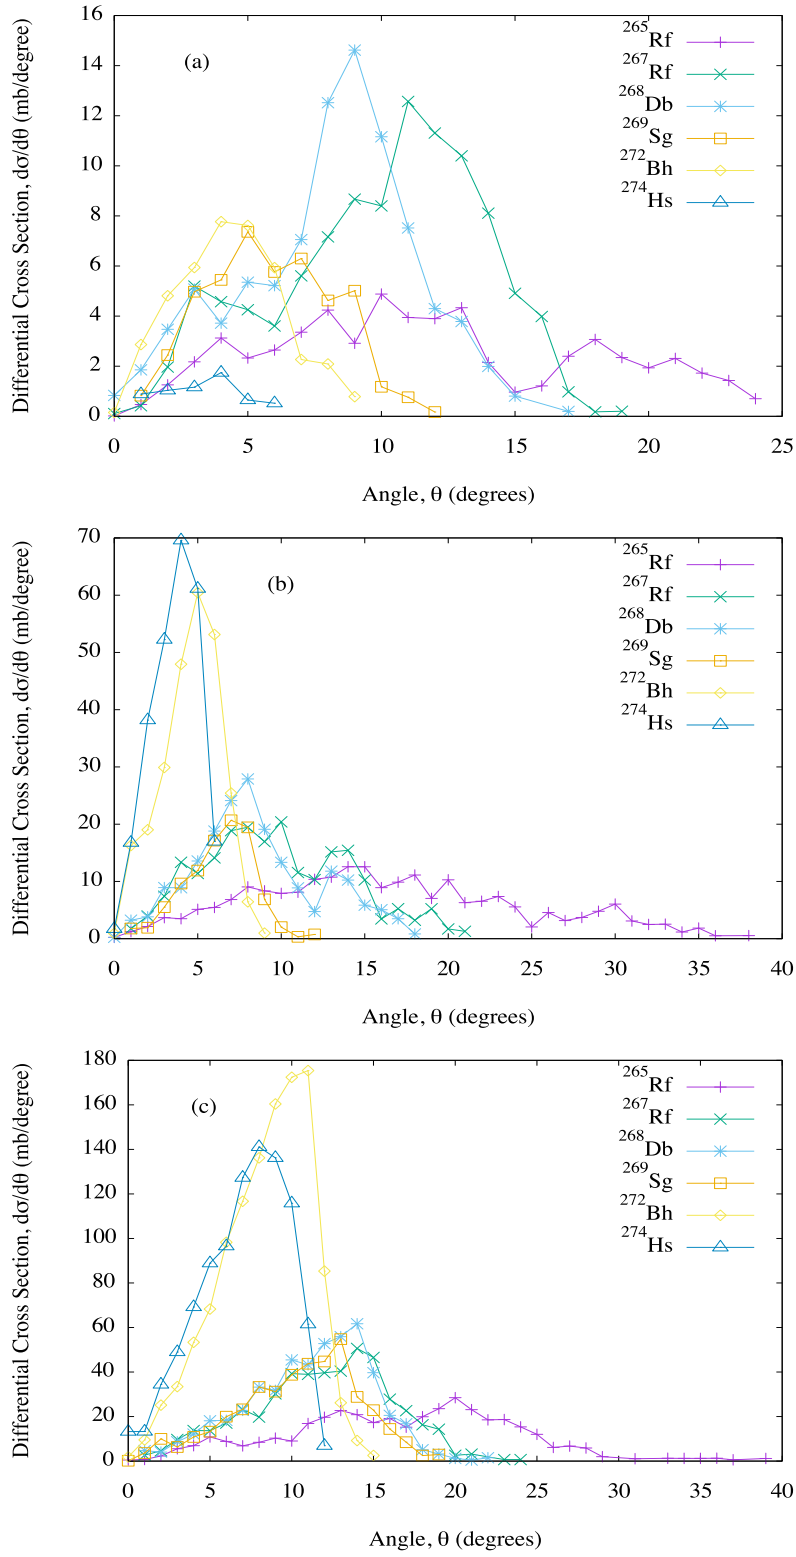 Differential Cross Section, dσ/dθ (mb/degree)
16
14
12
10
8
6
4
2
0
(a)
265Rf
267Rf
268Db
269Sg
272Bh
274Hs
0 5 10 15 20 25
Angle, θ (degrees)
Differential Cross Section, dσ/dθ (mb/degree)
70
60
50
40
30
20
10
0
(b)
265Rf
267Rf
268Db
269Sg
272Bh
274Hs
0 5 10 15 20 25 30 35 40
Angle, θ (degrees)
Differential Cross Section, dσ/dθ (mb/degree)
180
160
140
120
100
80
60
40
20
0
(c)
265Rf
267Rf
268Db
269Sg
272Bh
274Hs
0 5 10 15 20 25 30 35 40
Angle, θ (degrees)